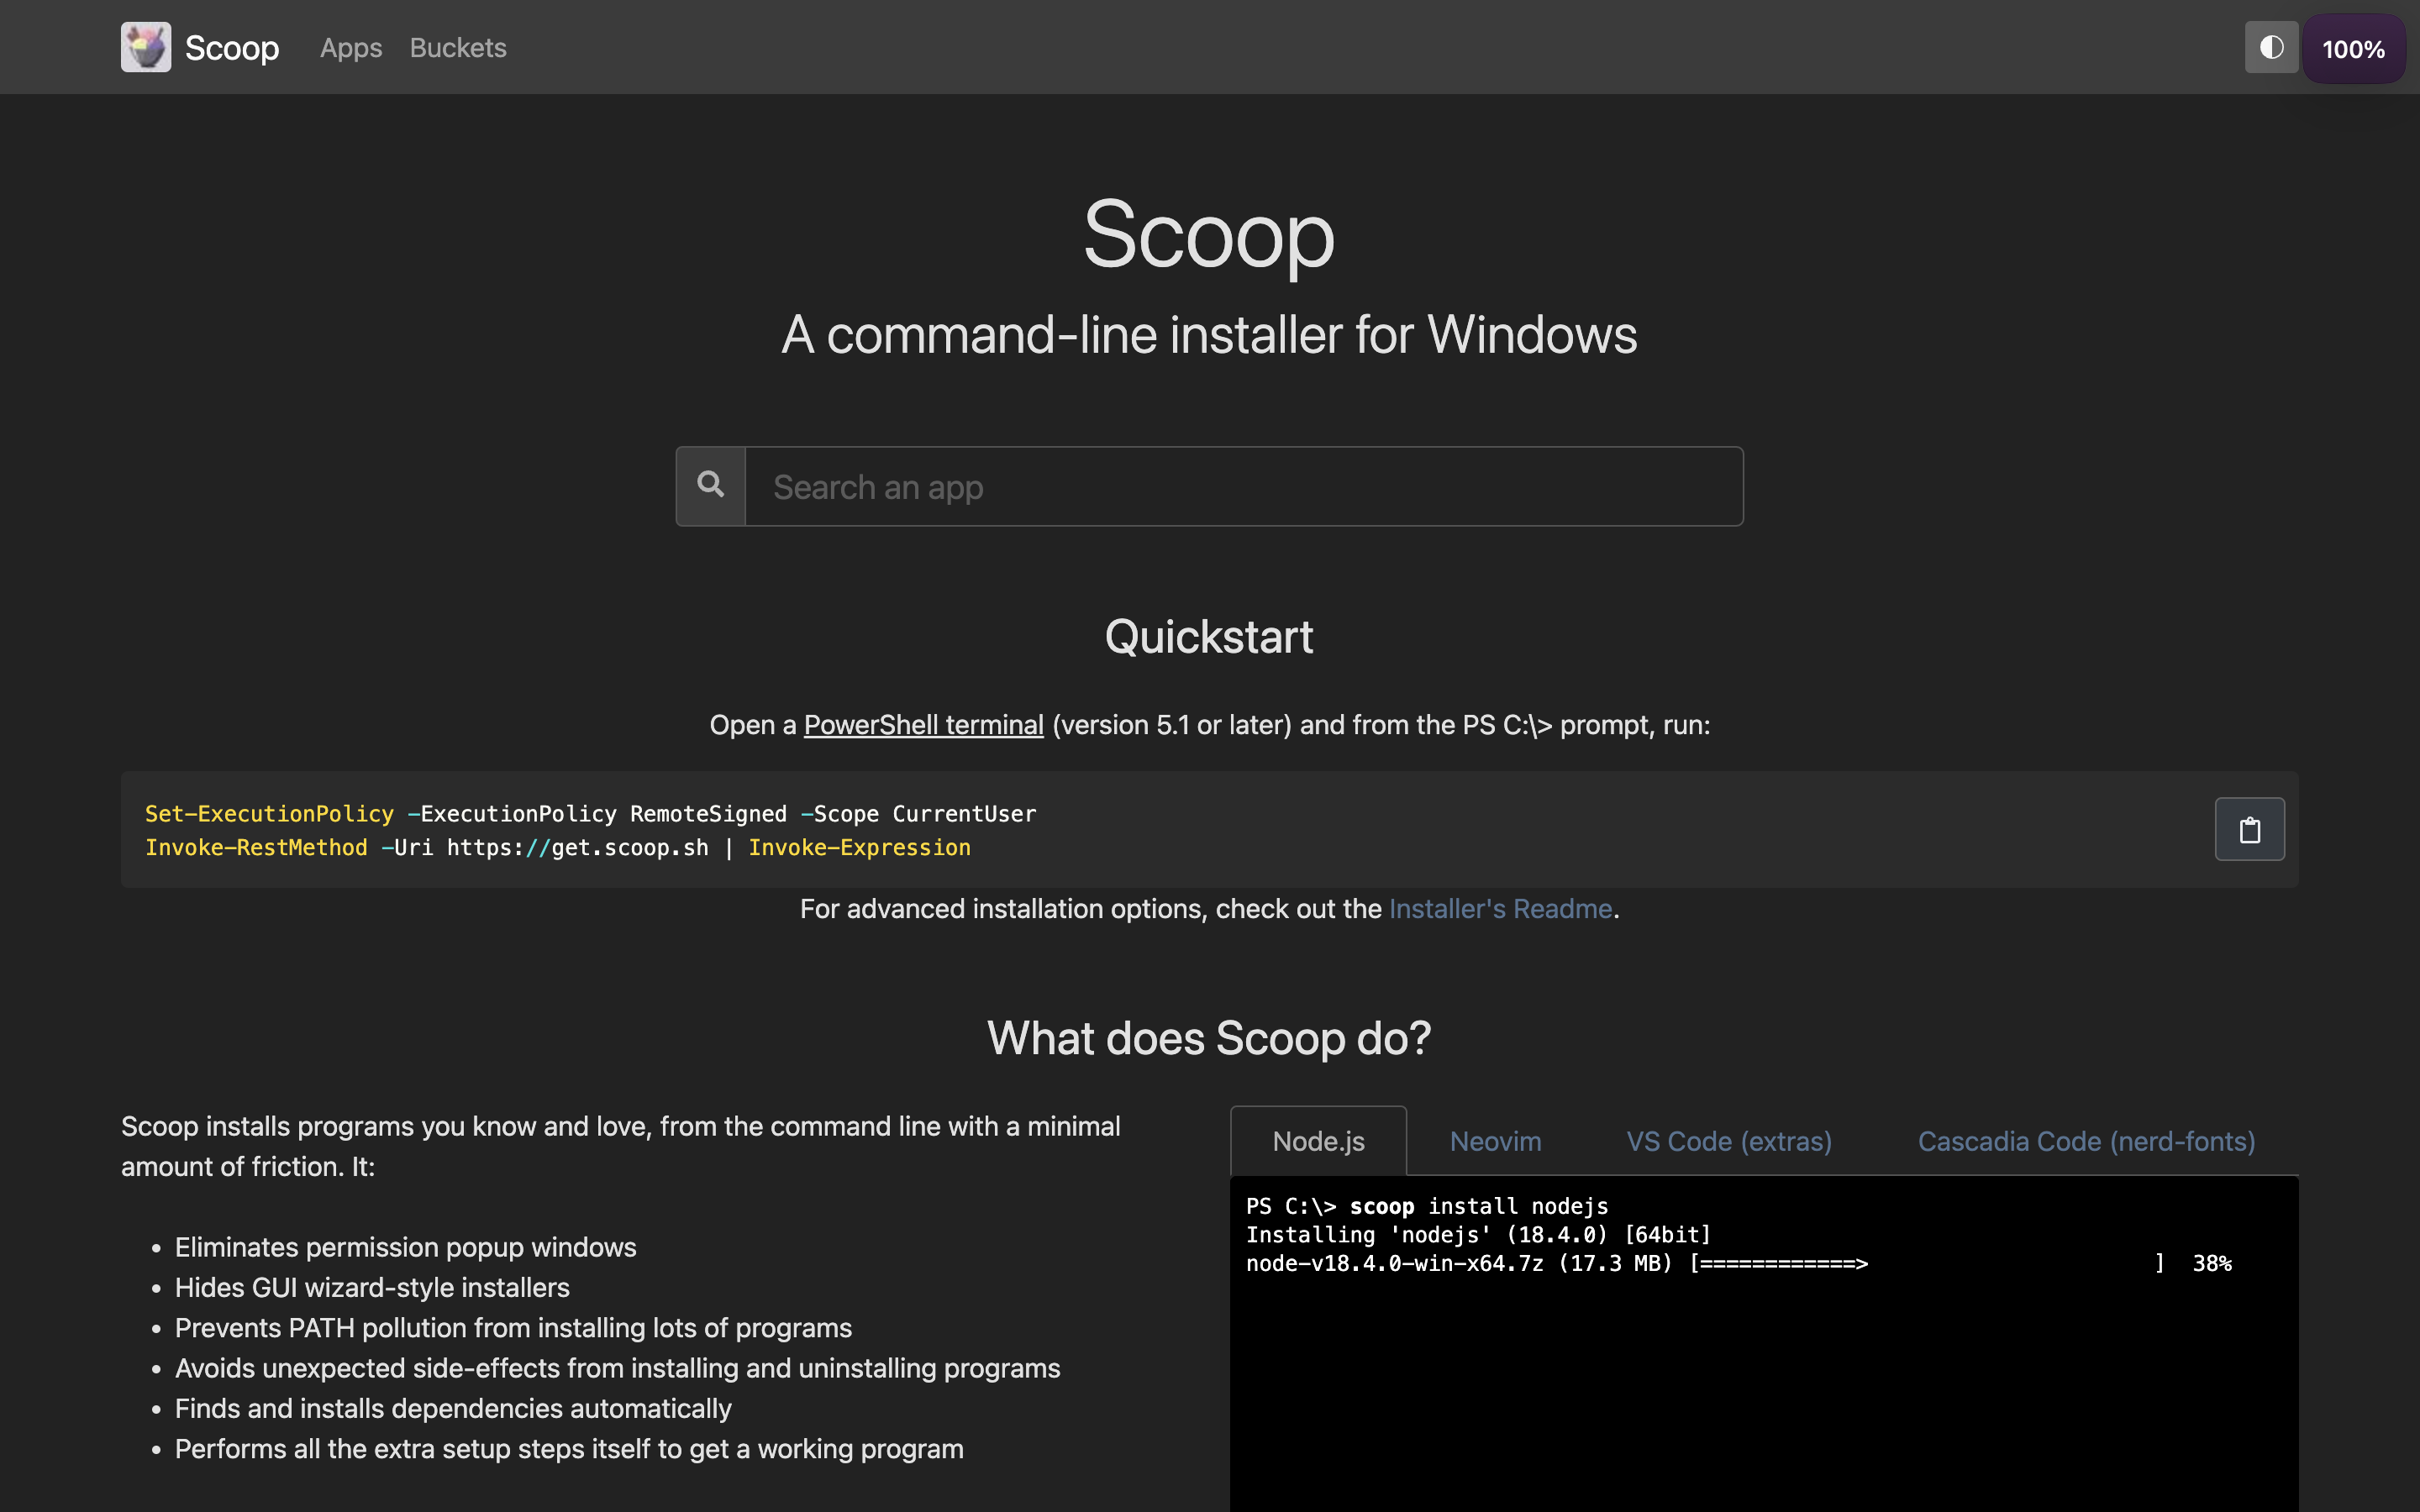 Scoop Apps Buckets 100%
Scoop
A command-line installer for Windows
Search an app
Quickstart
Open a PowerShell terminal (version 5.1 or later) and from the PS C:\> prompt, run:
Set-ExecutionPolicy -ExecutionPolicy RemoteSigned -Scope CurrentUser
Invoke-RestMethod -Uri https://get.scoop.sh | Invoke-Expression
For advanced installation options, check out the Installer's Readme.
What does Scoop do?
Scoop installs programs you know and love, from the command line with a minimal
amount of friction. It:
• Eliminates permission popup windows
• Hides GUI wizard-style installers
• Prevents PATH pollution from installing lots of programs
• Avoids unexpected side-effects from installing and uninstalling programs
• Finds and installs dependencies automatically
• Performs all the extra setup steps itself to get a working program
Node.js Neovim VS Code (extras) Cascadia Code (nerd-fonts)
PS C:\> scoop install nodejs
Installing 'nodejs' (18.4.0) [64bit]
node-v18.4.0-win-x64.7z (17.3 MB) [============> ] 38%